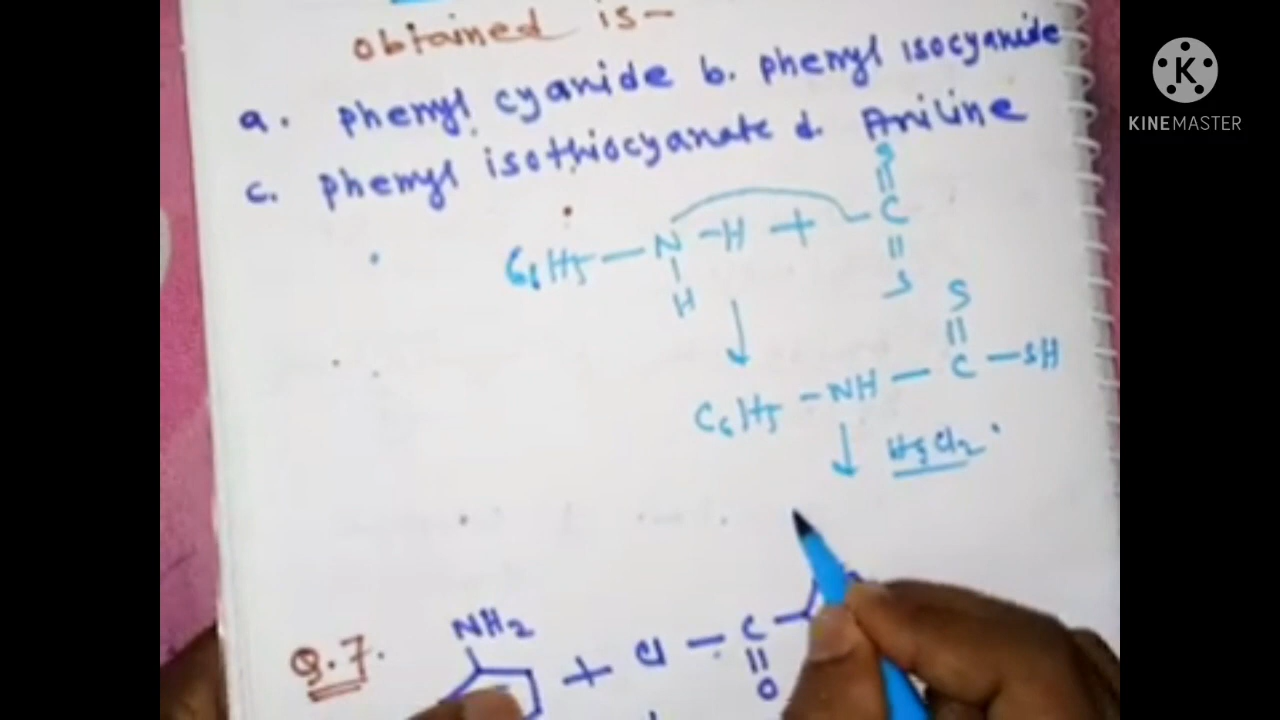 obtained is-
a. phenyl cyanide b. phenyl isocyanide
c. phenyl isothiocyanate d. Aniline
K
KINEMASTER
S
||
C6H5 — N - H + C
| ||
H S
↓
S
||
C6H5 - NH — C — SH
↓ HgCl2
Q.7.
NH2
+ Cl — C —
||
O